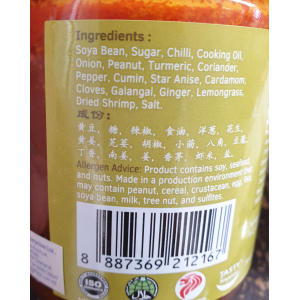 Ingredients :
Soya Bean, Sugar, Chilli, Cooking Oil,
Onion, Peanut, Turmeric, Coriander,
Pepper, Cumin, Star Anise, Cardamom,
Cloves, Galangal, Ginger, Lemongrass,
Dried Shrimp, Salt.
成份:
黄豆、糖、辣椒、食油、洋葱、花生、
黄姜、芫荽、胡椒、小茴、八角、豆蔻、
丁香、南姜、姜、香茅、虾米、盐。
Allergen Advice: Product contains soy, seafood,
and nuts. Made in a production environment that
may contain peanut, cereal, crustacean, egg, fish,
soya bean, milk, tree nut, and sulfites.
8 887369 212167
ISO